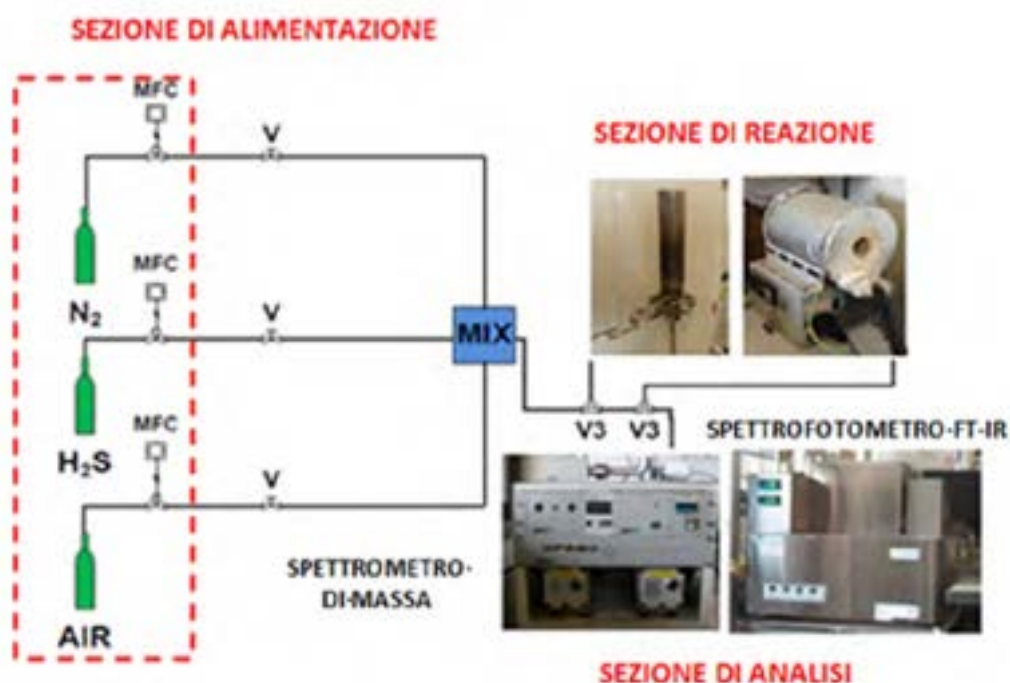 SEZIONE DI ALIMENTAZIONE
MFC
V
N2
SEZIONE DI REAZIONE
MFC
V
H2S
MIX
MFC
V
AIR
V3 V3
SPETTROFOTOMETRO-FT-IR
SPETTROMETRO-
DI-MASSA
SEZIONE DI ANALISI